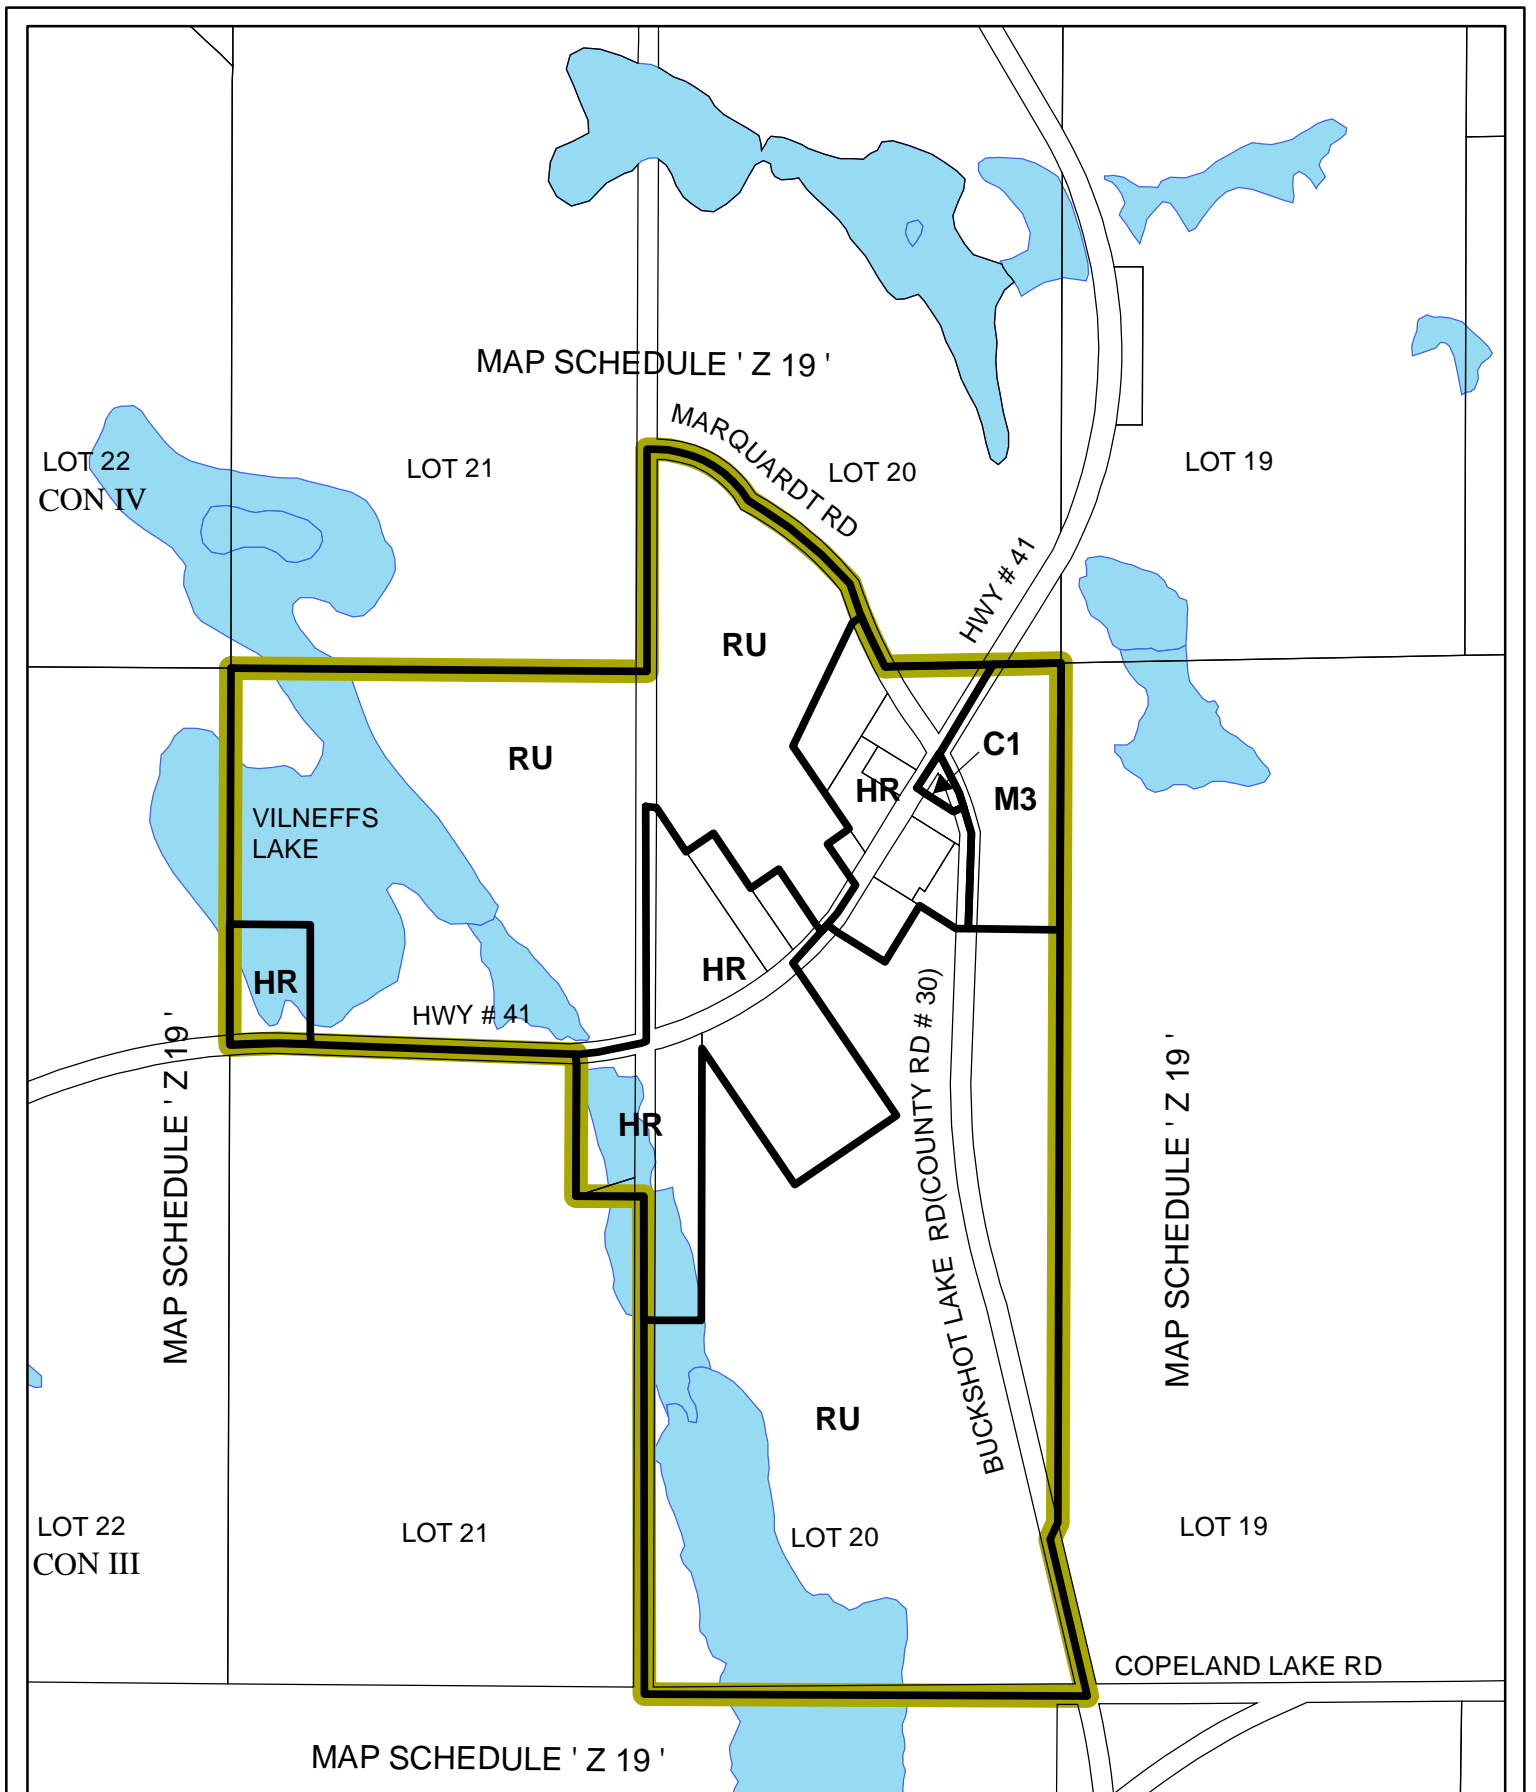 MAP SCHEDULE ' Z 19 '
MARQUARDT RD
LOT 22
CON IV
LOT 21
LOT 20
LOT 19
HWY # 41
RU
RU
C1
HR
M3
VILNEFFS
LAKE
HR
HR
HWY # 41
MAP SCHEDULE ' Z 19 '
HR
BUCKSHOT LAKE RD(COUNTY RD # 30)
MAP SCHEDULE ' Z 19 '
RU
LOT 22
CON III
LOT 21
LOT 20
LOT 19
COPELAND LAKE RD
MAP SCHEDULE ' Z 19 '